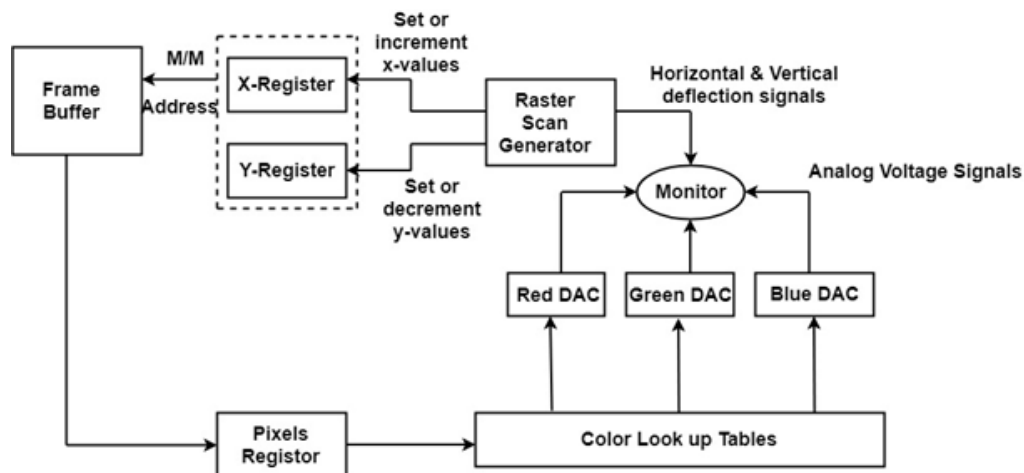 Frame
Buffer
M/M
Address
X-Register
Y-Register
Set or
increment
x-values
Set or
decrement
y-values
Raster
Scan
Generator
Horizontal & Vertical
deflection signals
Monitor
Analog Voltage Signals
Red DAC
Green DAC
Blue DAC
Pixels
Registor
Color Look up Tables